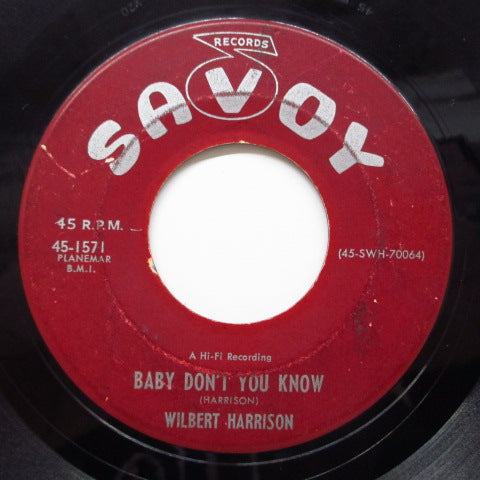 RECORDS
SAVOY
45 R.P.M.
45-1571
PLANEMAR
B.M.I.
(45-SWH-70064)
A Hi-Fi Recording
BABY DON'T YOU KNOW
(HARRISON)
WILBERT HARRISON